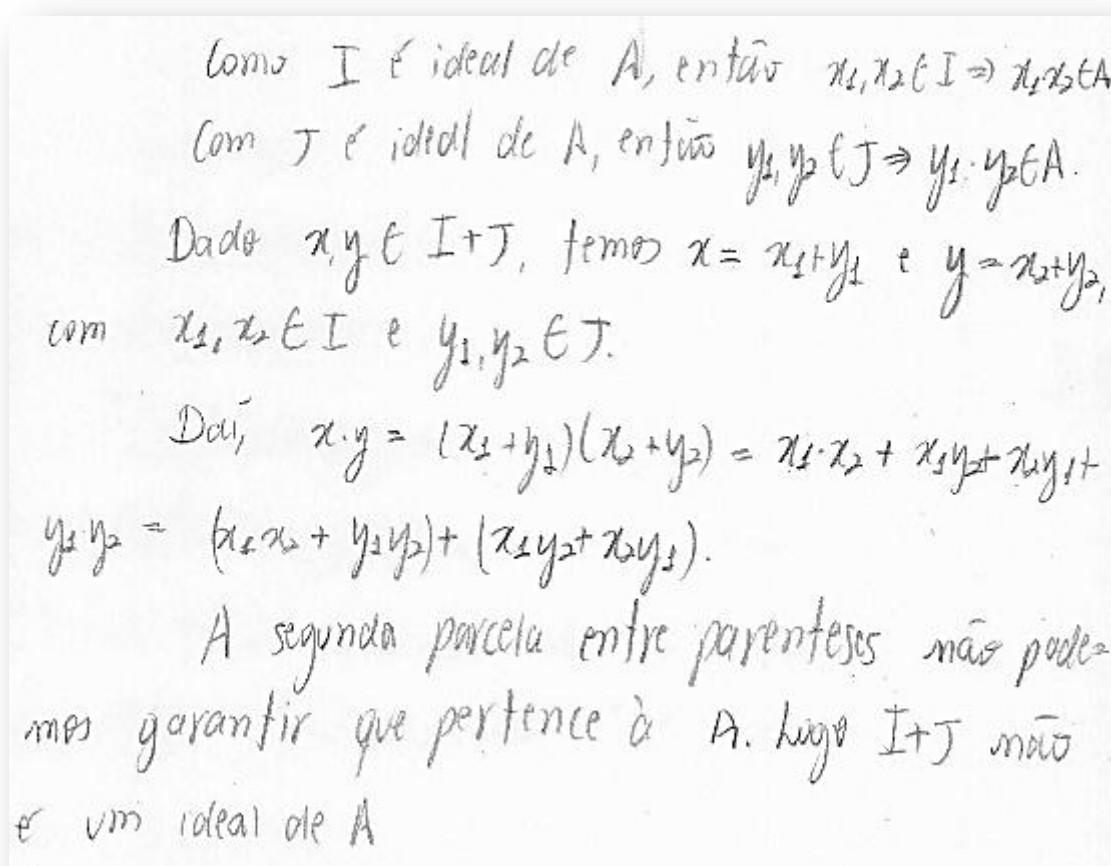 Como I é ideal de A, então x₁,x₂ ∈ I ⇒ x₁x₂ ∈ A
Com J é ideal de A, então y₁,y₂ ∈ J ⇒ y₁·y₂ ∈ A.
Dado x,y ∈ I+J, temos x = x₁+y₁ e y = x₂+y₂,
com x₁,x₂ ∈ I e y₁,y₂ ∈ J.
Daí, x·y = (x₁+y₁)(x₂+y₂) = x₁·x₂ + x₁y₂ + x₂y₁ +
y₁·y₂ = (x₁x₂ + y₁y₂) + (x₁y₂ + x₂y₁).
A segunda parcela entre parenteses não pode=
mos garantir que pertence à A. Logo I+J não
é um ideal de A